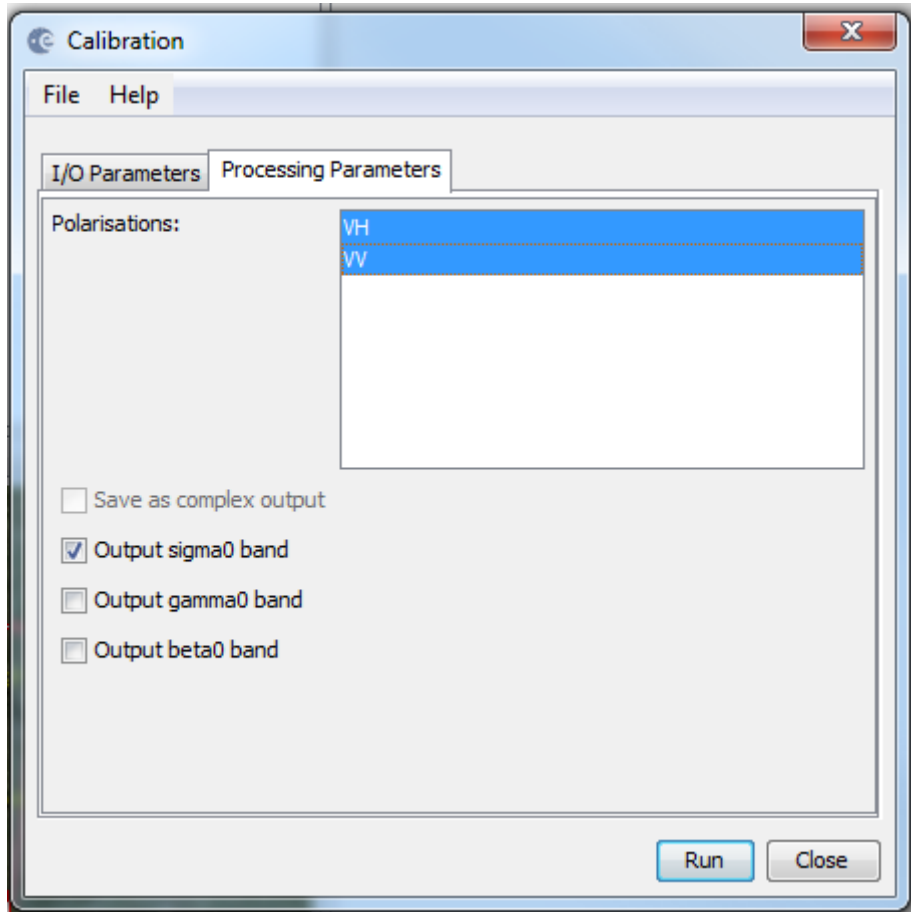 Calibration
File Help
I/O Parameters Processing Parameters
Polarisations:
VH
VV
Save as complex output
Output sigma0 band
Output gamma0 band
Output beta0 band
Run Close